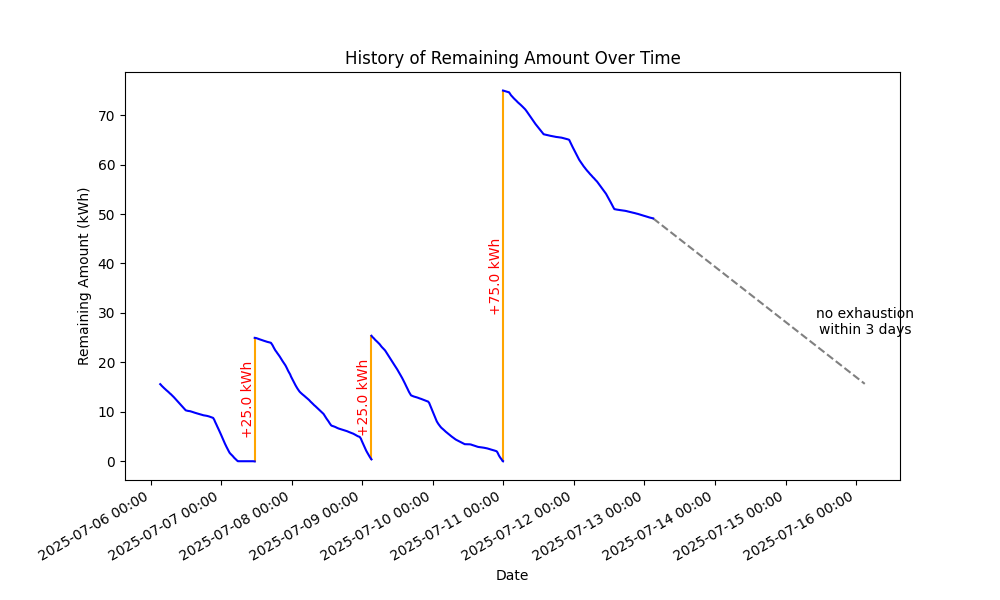 History of Remaining Amount Over Time
Remaining Amount (kWh)
70
60
50
40
30
20
10
0
+25.0 kWh
+25.0 kWh
+75.0 kWh
no exhaustion
within 3 days
2025-07-06 00:00
2025-07-07 00:00
2025-07-08 00:00
2025-07-09 00:00
2025-07-10 00:00
2025-07-11 00:00
2025-07-12 00:00
2025-07-13 00:00
2025-07-14 00:00
2025-07-15 00:00
2025-07-16 00:00
Date